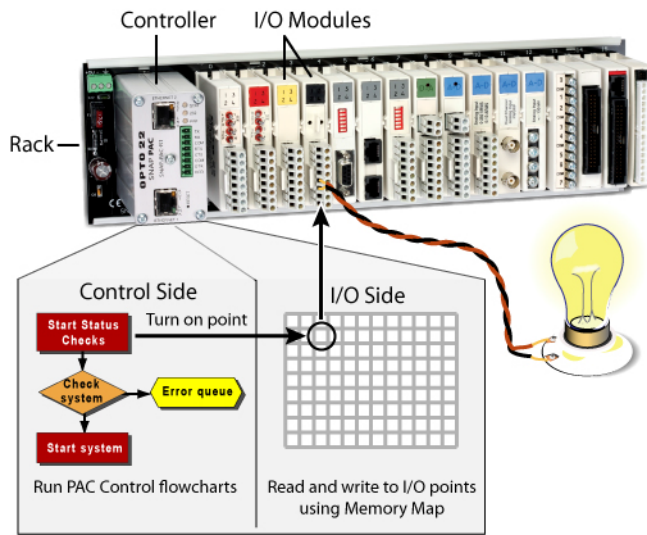 Controller
I/O Modules
Rack
OPTO 22
SNAP PAC
Control Side
I/O Side
Start Status
Checks
Turn on point
Check
system
Error queue
Start system
Run PAC Control flowcharts
Read and write to I/O points
using Memory Map